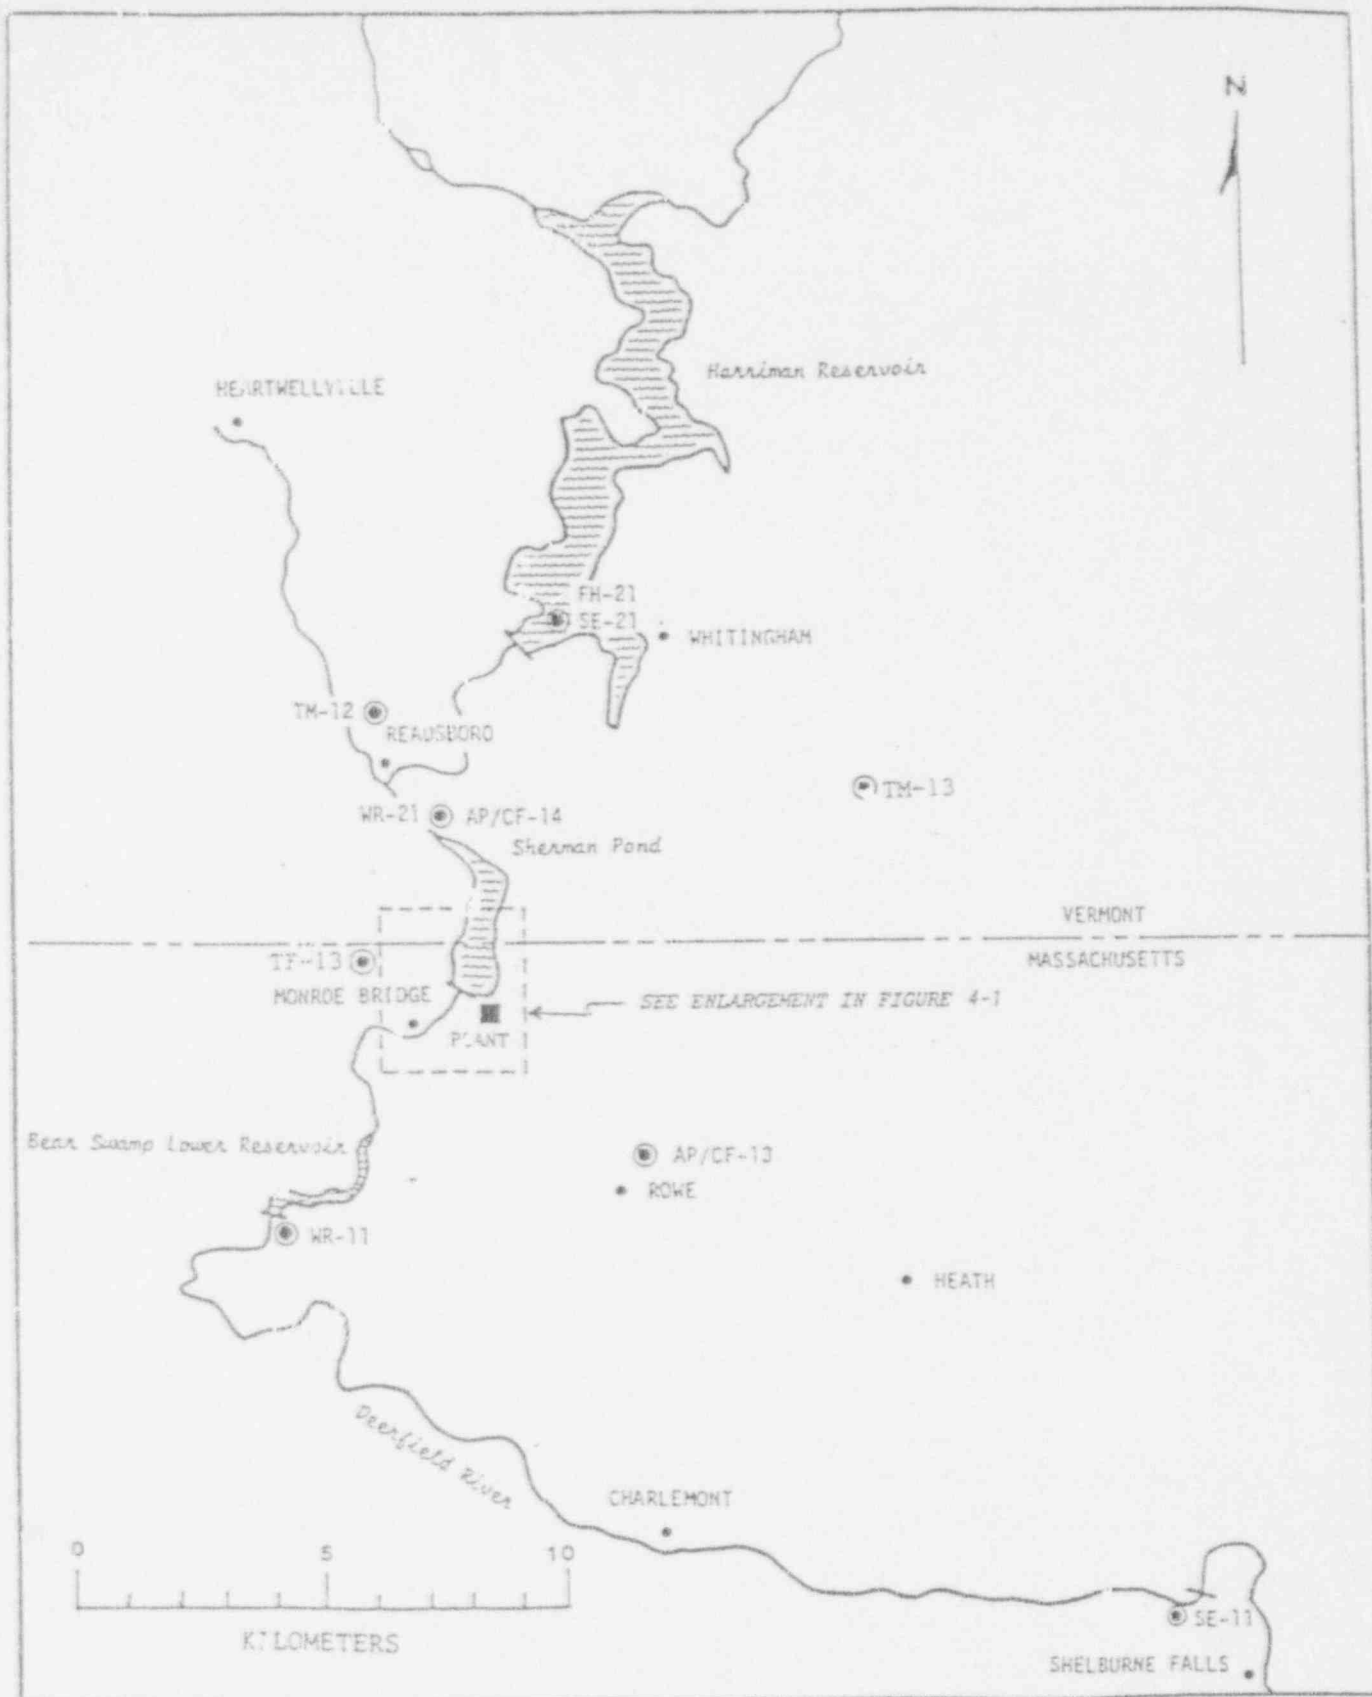 N
Harriman Reservoir
HEARTWELLVILLE
FH-21
SE-21
WHITINGHAM
TM-12
READSBORO
TM-13
WR-21
AP/CF-14
Sherman Pond
VERMONT
TF-13
MASSACHUSETTS
MONROE BRIDGE
SEE ENLARGEMENT IN FIGURE 4-1
PLANT
Bear Swamp Lower Reservoir
AP/CF-13
ROWE
WR-11
HEATH
Deerfield River
CHARLEMONT
0 5 10
KILOMETERS
SE-11
SHELBURNE FALLS